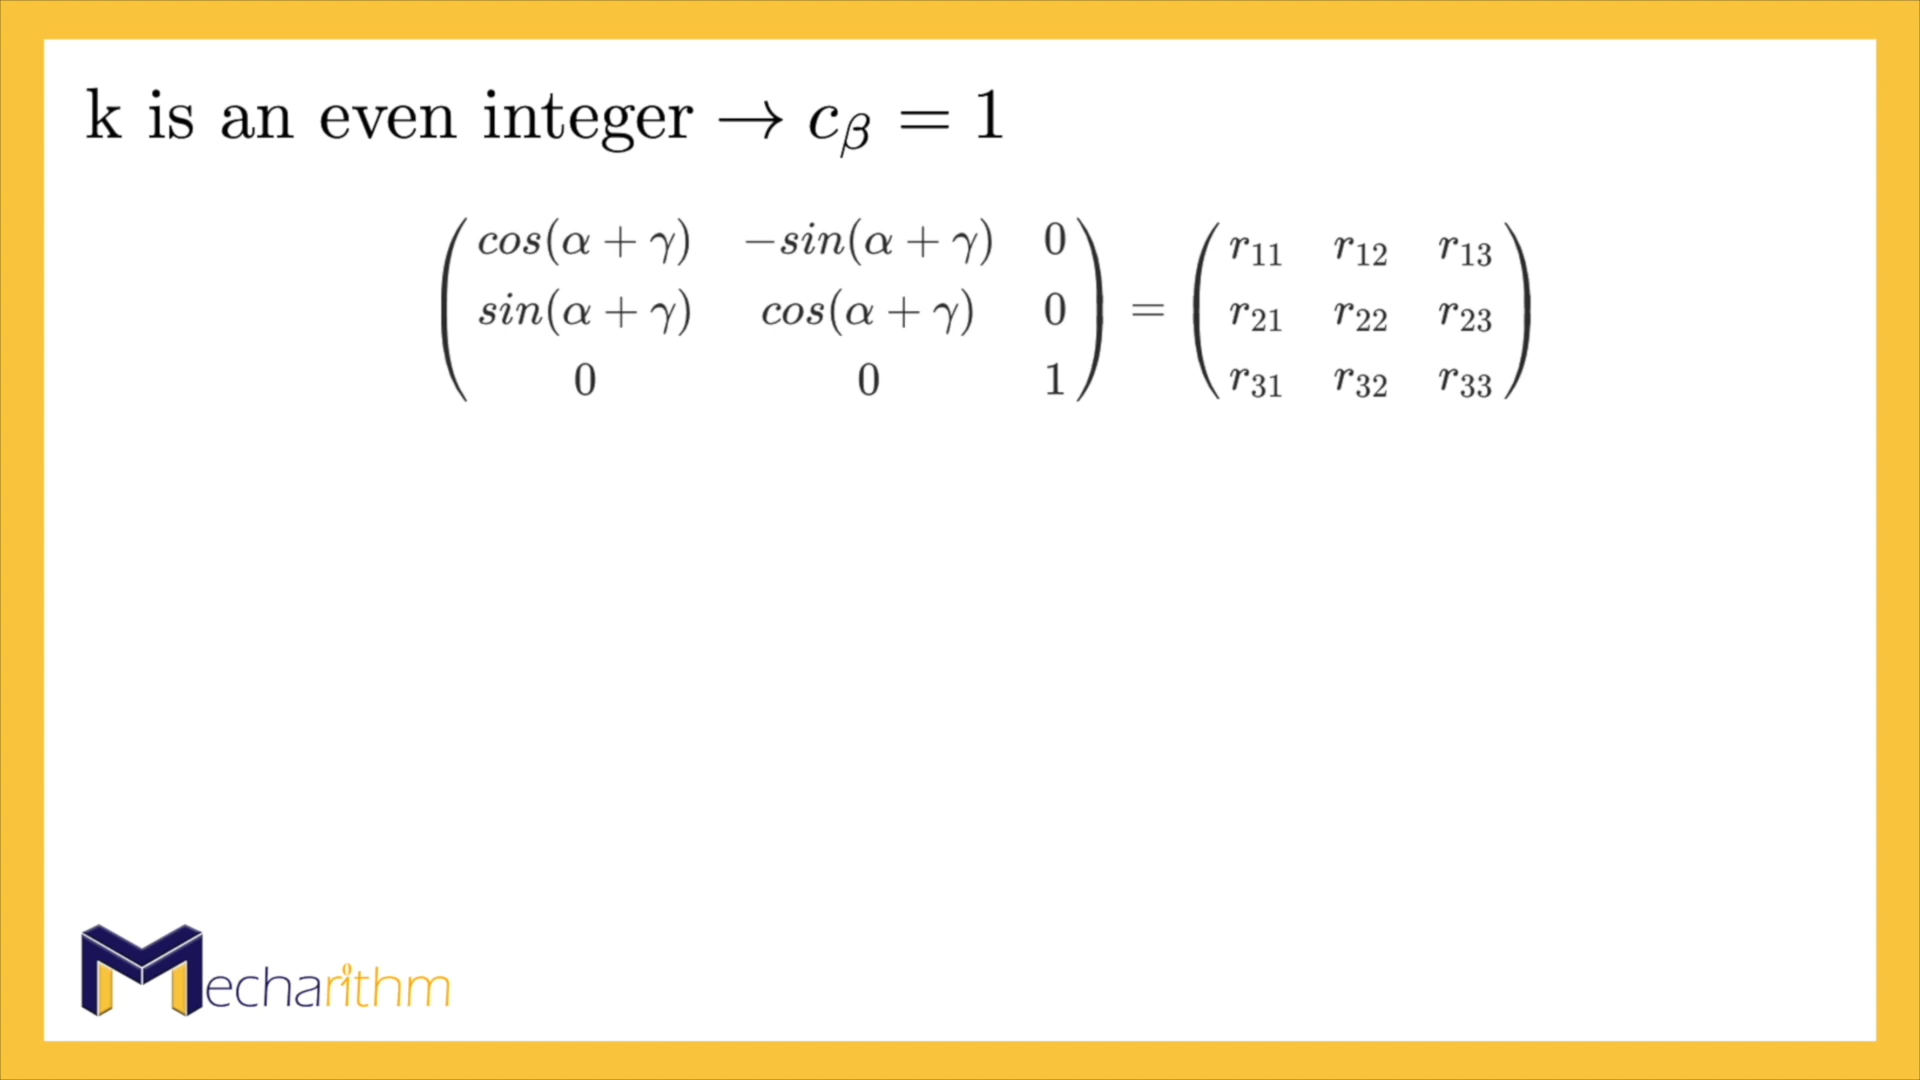 k is an even integer → c_β = 1
cos(α + γ) −sin(α + γ) 0
sin(α + γ) cos(α + γ) 0
0 0 1
=
r11 r12 r13
r21 r22 r23
r31 r32 r33
Mecharithm